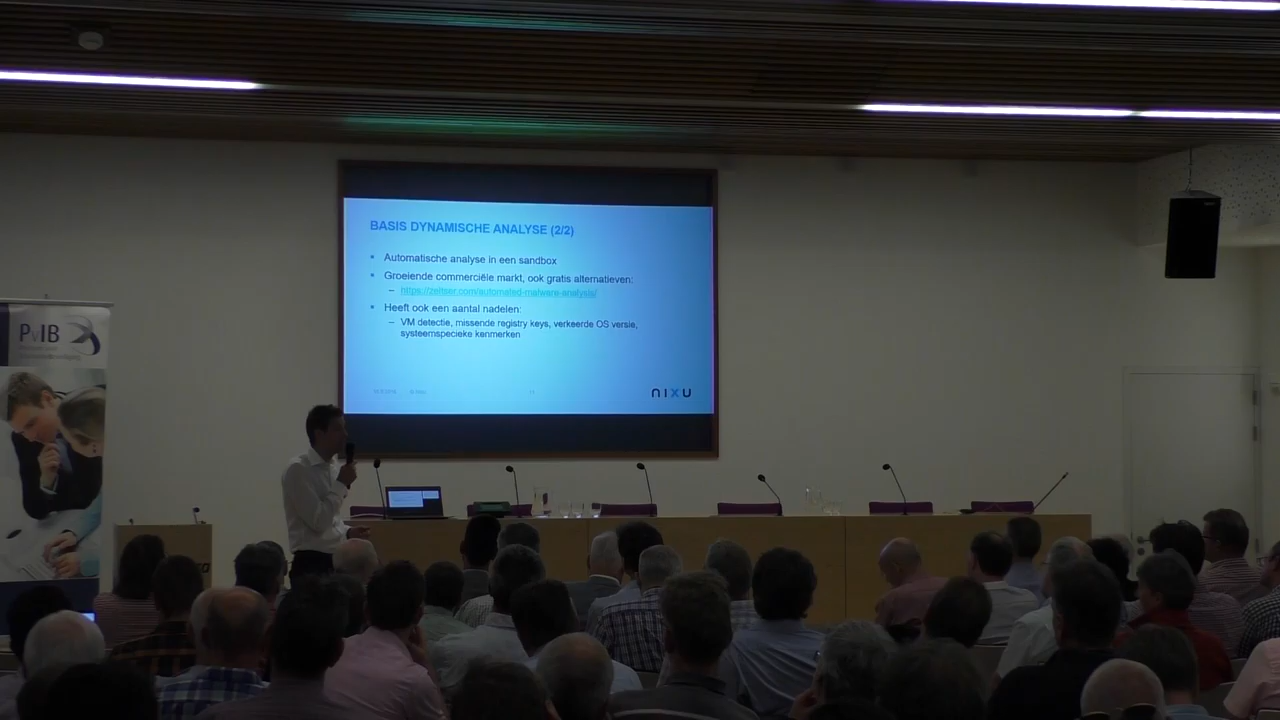 BASIS DYNAMISCHE ANALYSE (2/2)
Automatische analyse in een sandbox
Groeiende commerciële markt, ook gratis alternatieven:
https://zeltser.com/automated-malware-analysis/
Heeft ook een aantal nadelen:
VM detectie, missende registry keys, verkeerde OS versie,
systeemspecieke kenmerken
nixu
PvIB